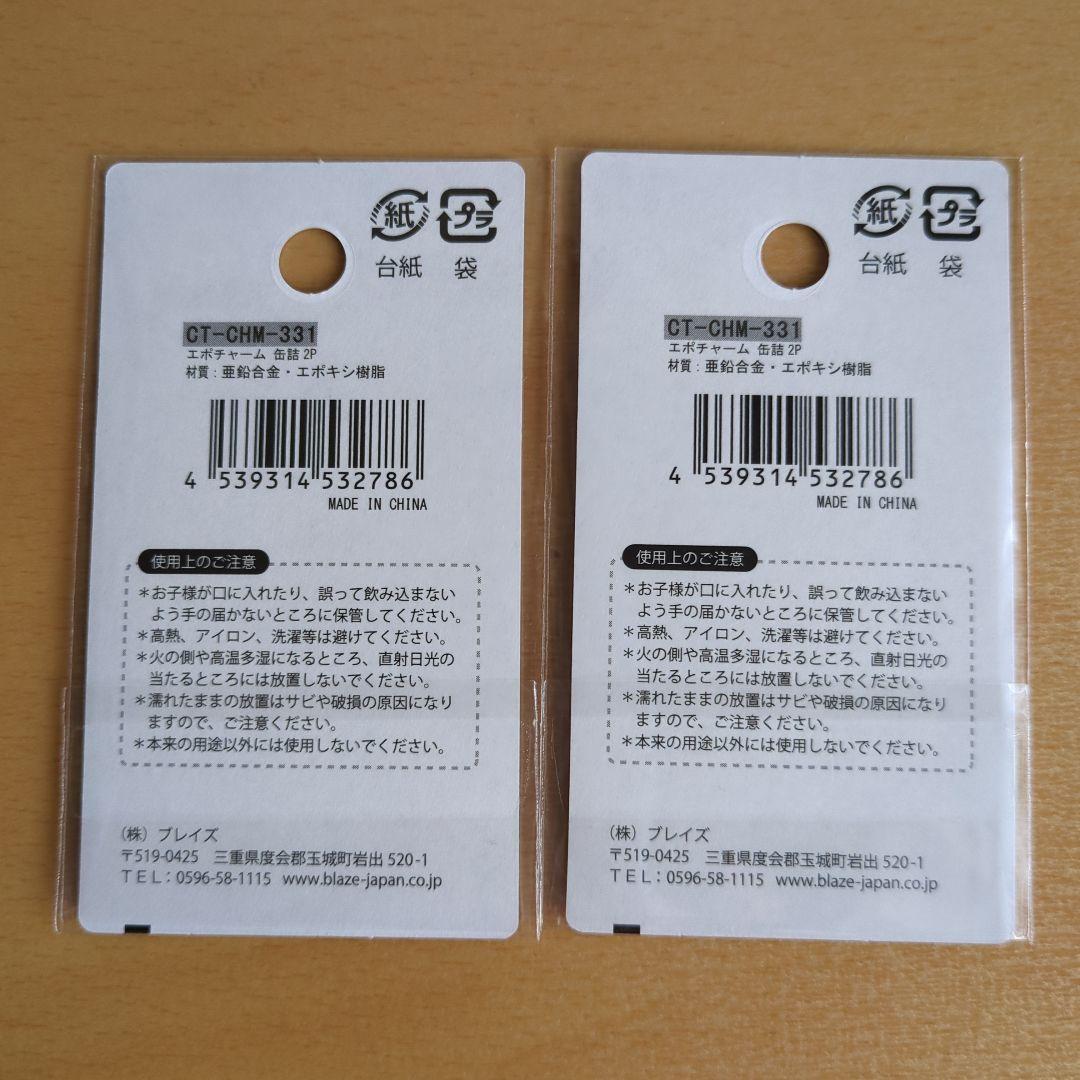 紙 プラ
台紙 袋
CT-CHM-331
エポチャーム 缶詰 2P
材質：亜鉛合金・エポキシ樹脂
4 539314 532786
MADE IN CHINA
使用上のご注意
＊お子様が口に入れたり、誤って飲み込まない
よう手の届かないところに保管してください。
＊高熱、アイロン、洗濯等は避けてください。
＊火の側や高温多湿になるところ、直射日光の
当たるところには放置しないでください。
＊濡れたままの放置はサビや破損の原因になり
ますので、ご注意ください。
＊本来の用途以外には使用しないでください。
（株）ブレイズ
〒519-0425 三重県度会郡玉城町岩出 520-1
ＴＥＬ：0596-58-1115 www.blaze-japan.co.jp
紙 プラ
台紙 袋
CT-CHM-331
エポチャーム 缶詰 2P
材質：亜鉛合金・エポキシ樹脂
4 539314 532786
MADE IN CHINA
使用上のご注意
＊お子様が口に入れたり、誤って飲み込まない
よう手の届かないところに保管してください。
＊高熱、アイロン、洗濯等は避けてください。
＊火の側や高温多湿になるところ、直射日光の
当たるところには放置しないでください。
＊濡れたままの放置はサビや破損の原因になり
ますので、ご注意ください。
＊本来の用途以外には使用しないでください。
（株）ブレイズ
〒519-0425 三重県度会郡玉城町岩出 520-1
ＴＥＬ：0596-58-1115 www.blaze-japan.co.jp